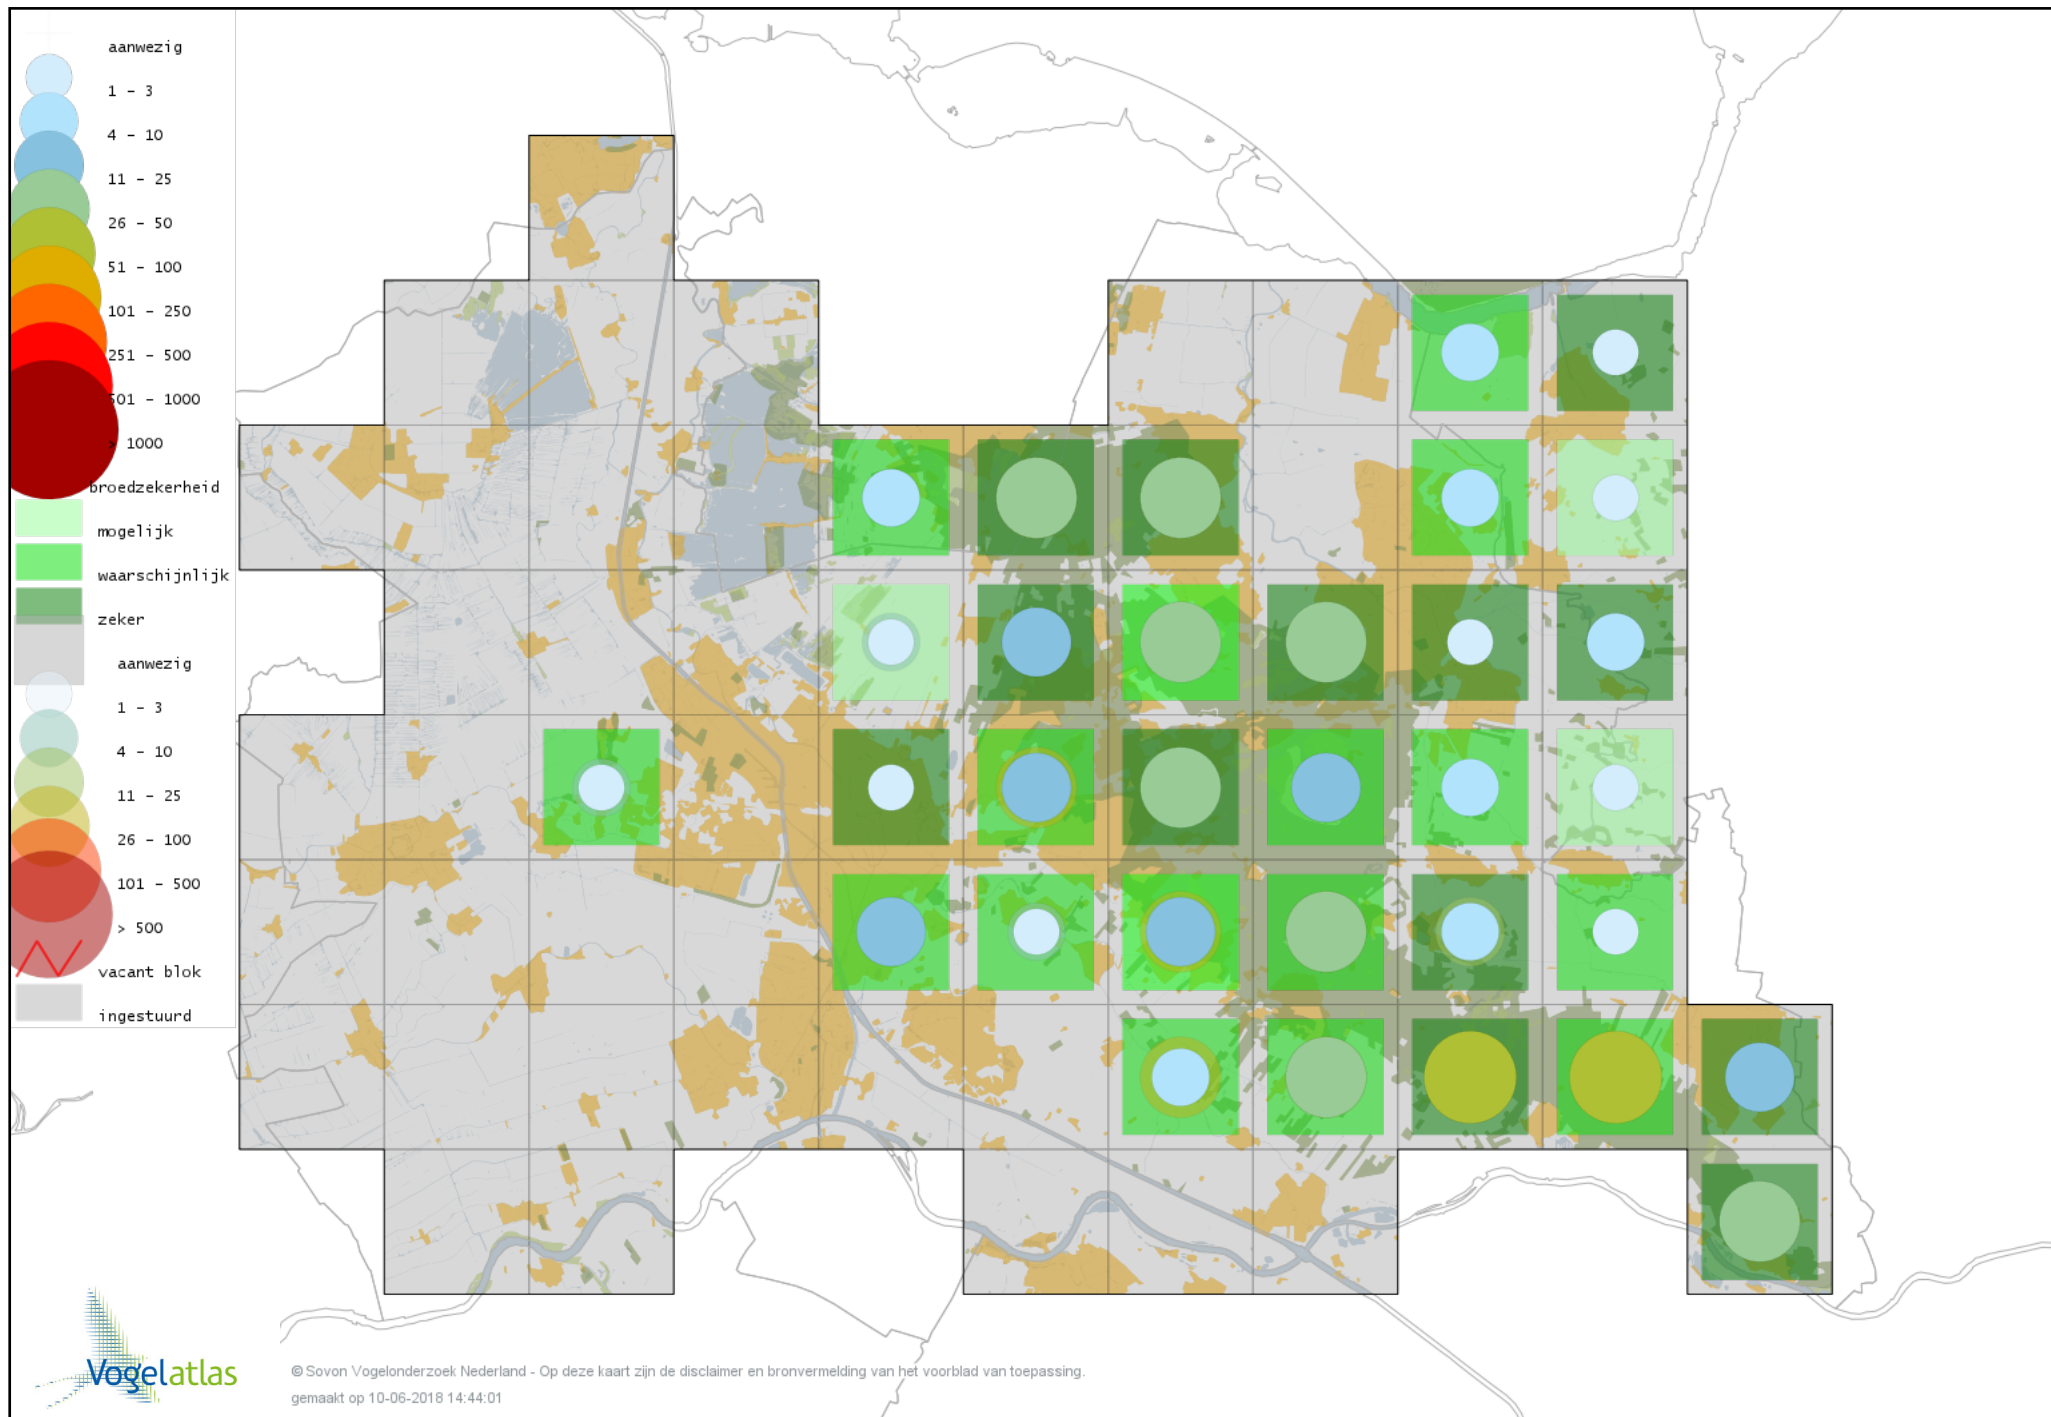 aanwezig
1 - 3
4 - 10
11 - 25
26 - 50
51 - 100
101 - 250
251 - 500
501 - 1000
> 1000
broedzekerheid
mogelijk
waarschijnlijk
zeker
aanwezig
1 - 3
4 - 10
11 - 25
26 - 100
101 - 500
> 500
vacant blok
ingestuurd
Vogelatlas
© Sovon Vogelonderzoek Nederland - Op deze kaart zijn de disclaimer en bronvermelding van het voorblad van toepassing.
gemaakt op 10-06-2018 14:44:01